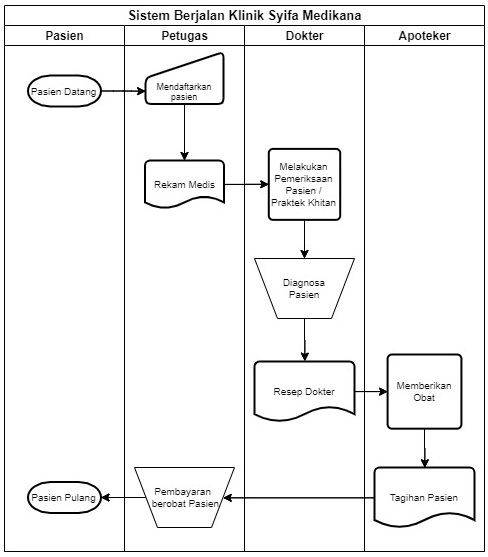 Sistem Berjalan Klinik Syifa Medikana
Pasien
Petugas
Dokter
Apoteker
Pasien Datang
Mendaftarkan
pasien
Rekam Medis
Melakukan
Pemeriksaan
Pasien /
Praktek Khitan
Diagnosa
Pasien
Resep Dokter
Memberikan
Obat
Tagihan Pasien
Pembayaran
berobat Pasien
Pasien Pulang